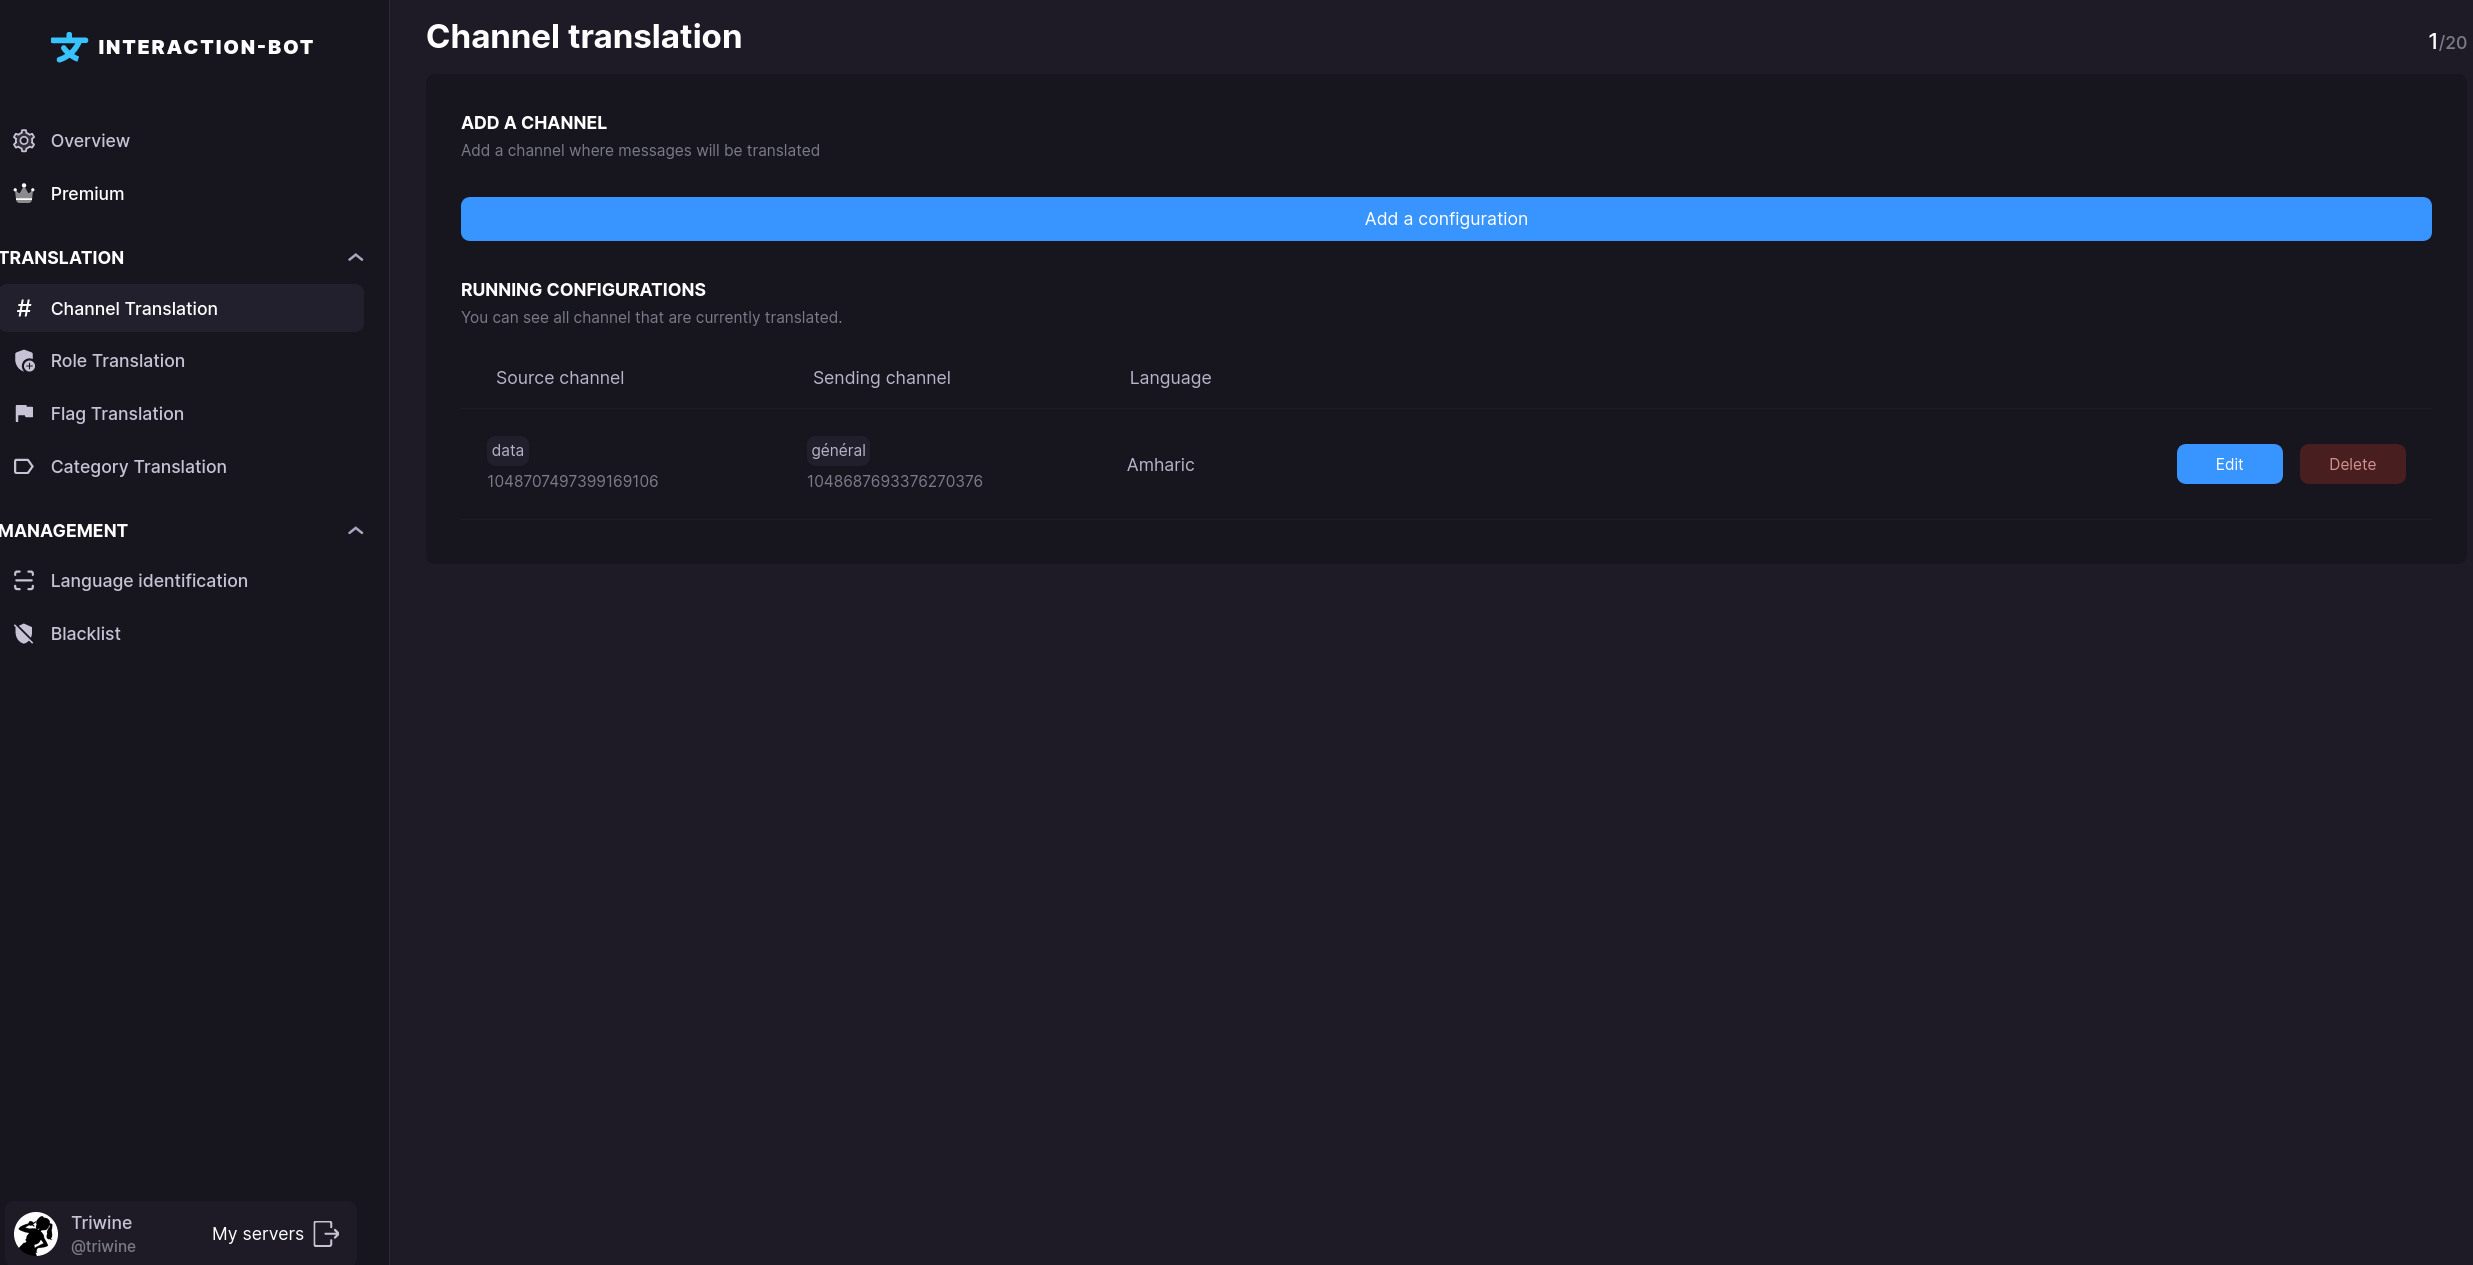 INTERACTION-BOT
Overview
Premium
TRANSLATION
# Channel Translation
Role Translation
Flag Translation
Category Translation
MANAGEMENT
Language identification
Blacklist
Triwine
@triwine
My servers
Channel translation
1/20
ADD A CHANNEL
Add a channel where messages will be translated
Add a configuration
RUNNING CONFIGURATIONS
You can see all channel that are currently translated.
Source channel Sending channel Language
data général
1048707497399169106 1048687693376270376 Amharic Edit Delete